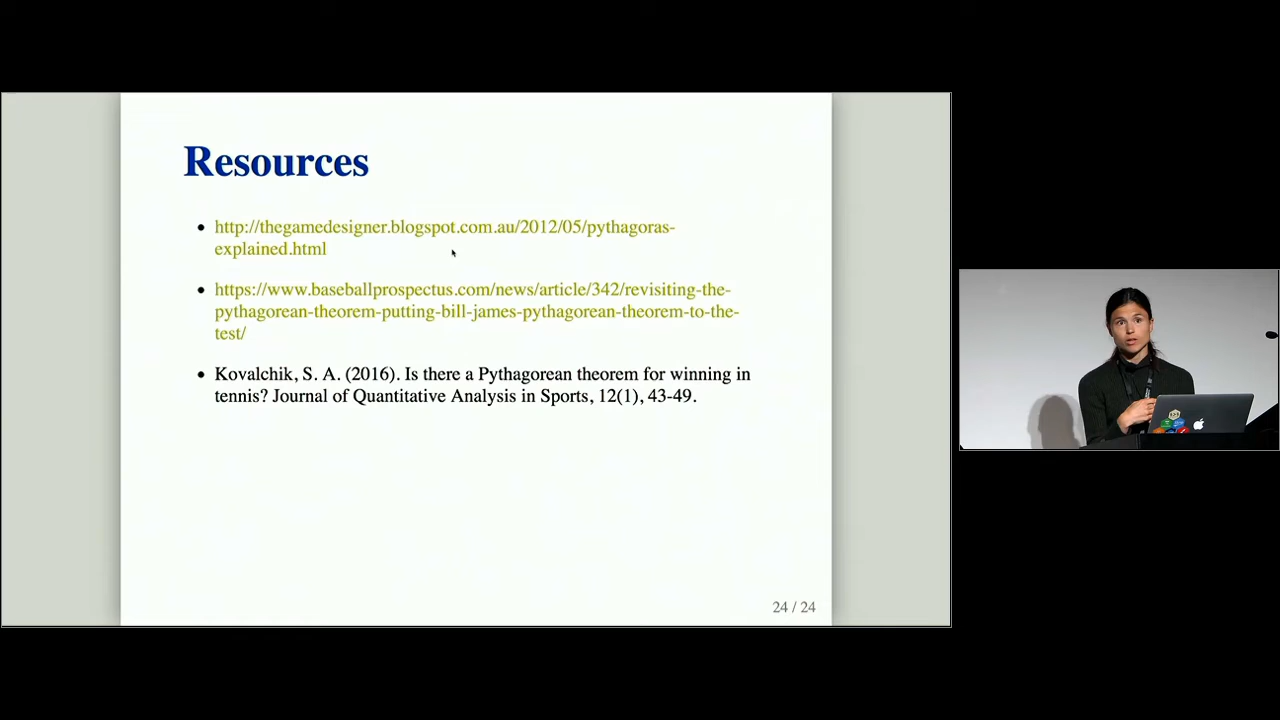 Resources
http://thegamedesigner.blogspot.com.au/2012/05/pythagoras-
explained.html
https://www.baseballprospectus.com/news/article/342/revisiting-the-
pythagorean-theorem-putting-bill-james-pythagorean-theorem-to-the-
test/
Kovalchik, S. A. (2016). Is there a Pythagorean theorem for winning in
tennis? Journal of Quantitative Analysis in Sports, 12(1), 43-49.
24 / 24